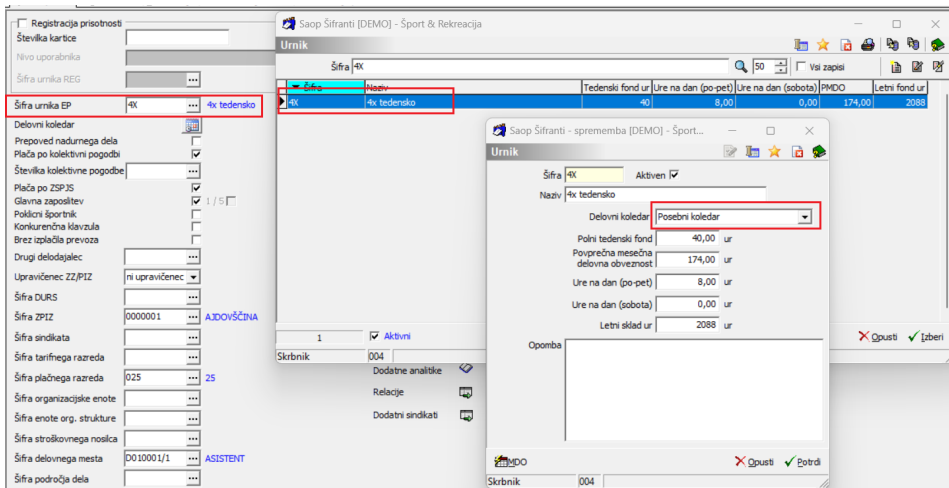 Registracija prisotnosti
Številka kartice
Nivo uporabnika
Šifra urnika REG
Šifra urnika EP 4X 4x tedensko
Delovni koledar
Prepoved nadurnega dela
Plača po kolektivni pogodbi
Številka kolektivne pogodbe
Plača po ZSPJS
Glavna zaposlitev 1 / 5
Poklicni športnik
Konkurenčna klavzula
Brez izplačila prevoza
Drugi delodajalec
Upravičenec ZZ/PIZ ni upravičenec
Šifra DURS
Šifra ZPIZ 0000001 AJDOVŠČINA
Šifra sindikata
Šifra tarifnega razreda
Šifra plačnega razreda 025 25
Šifra organizacijske enote
Šifra enote org. strukture
Šifra stroškovnega nosilca
Šifra delovnega mesta D010001/1 ASISTENT
Šifra področja dela
Dodatne analitike
Relacije
Dodatni sindikati
Saop Šifranti [DEMO] - Šport & Rekreacija
Urnik
Šifra 4X 50 Vsi zapisi
Šifra Naziv Tedenski fond ur Ure na dan (po-pet) Ure na dan (sobota) PMDO Letni fond ur
4X 4x tedensko 40 8,00 0,00 174,00 2088
1 Aktivni Opusti Izberi
Skrbnik 004
Saop Šifranti - sprememba [DEMO] - Šport...
Urnik
Šifra 4X Aktiven
Naziv 4x tedensko
Delovni koledar Posebni koledar
Polni tedenski fond 40,00 ur
Povprečna mesečna
delovna obveznost 174,00 ur
Ure na dan (po-pet) 8,00 ur
Ure na dan (sobota) 0,00 ur
Letni sklad ur 2088 ur
Opomba
MDO Opusti Potrdi
Skrbnik 004